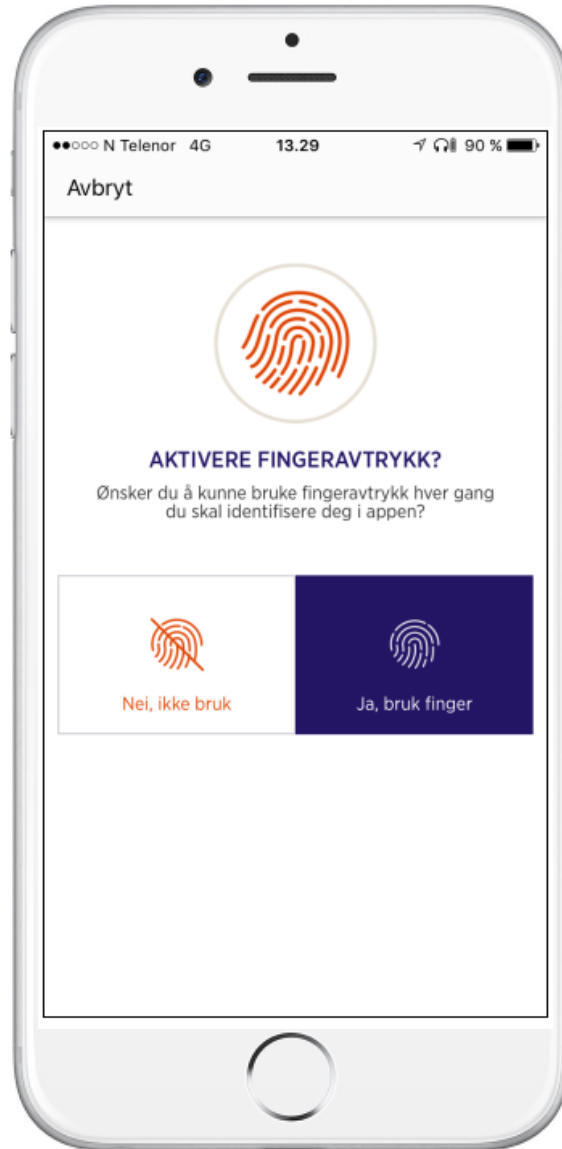 N Telenor 4G 13.29 90 %
Avbryt
AKTIVERE FINGERAVTRYKK?
Ønsker du å kunne bruke fingeravtrykk hver gang
du skal identifisere deg i appen?
Nei, ikke bruk
Ja, bruk finger